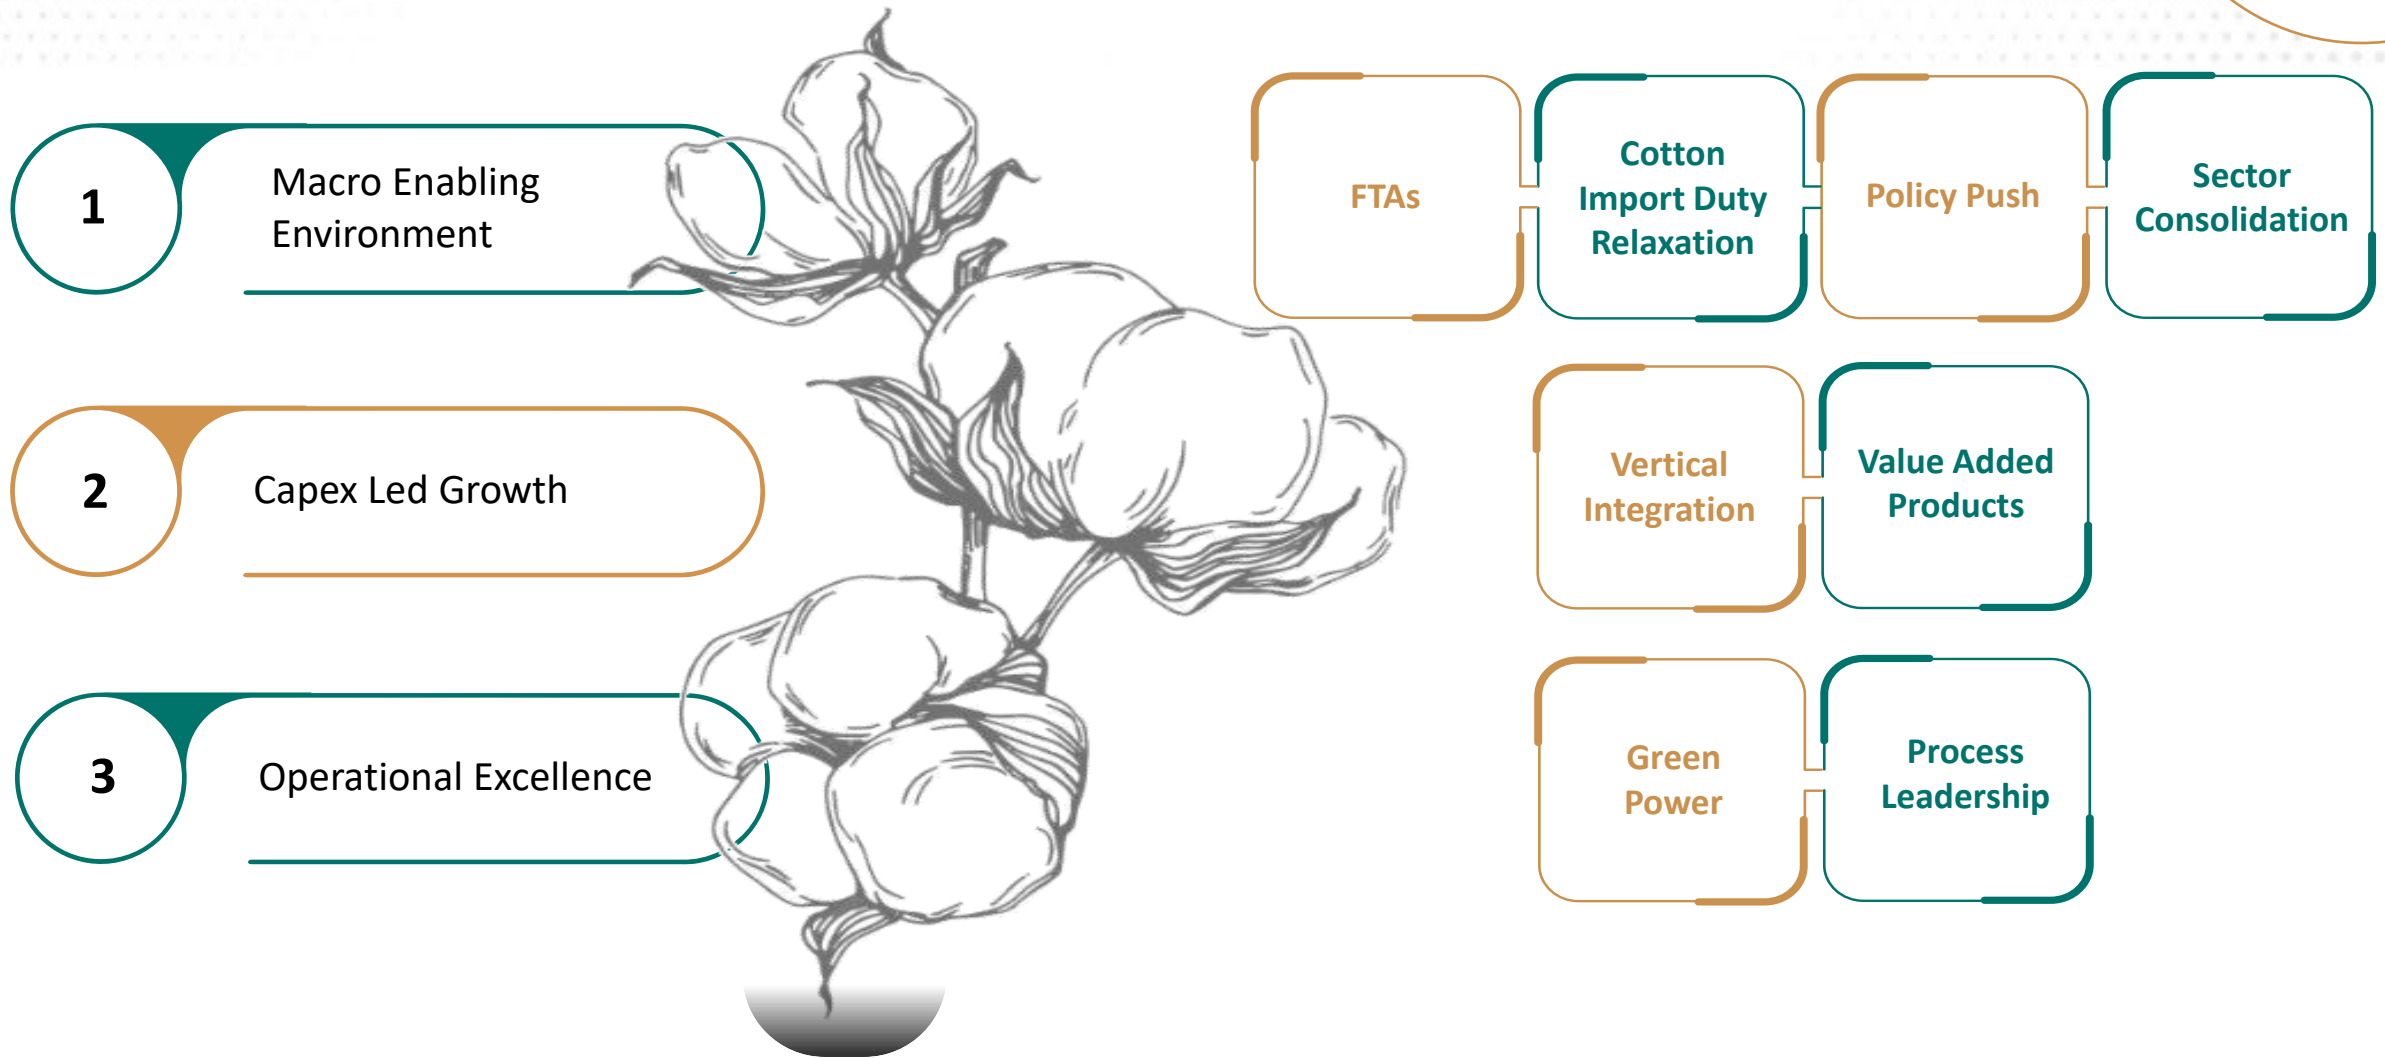 1
Macro Enabling
Environment
FTAs
Cotton
Import Duty
Relaxation
Policy Push
Sector
Consolidation
2
Capex Led Growth
Vertical
Integration
Value Added
Products
3
Operational Excellence
Green
Power
Process
Leadership